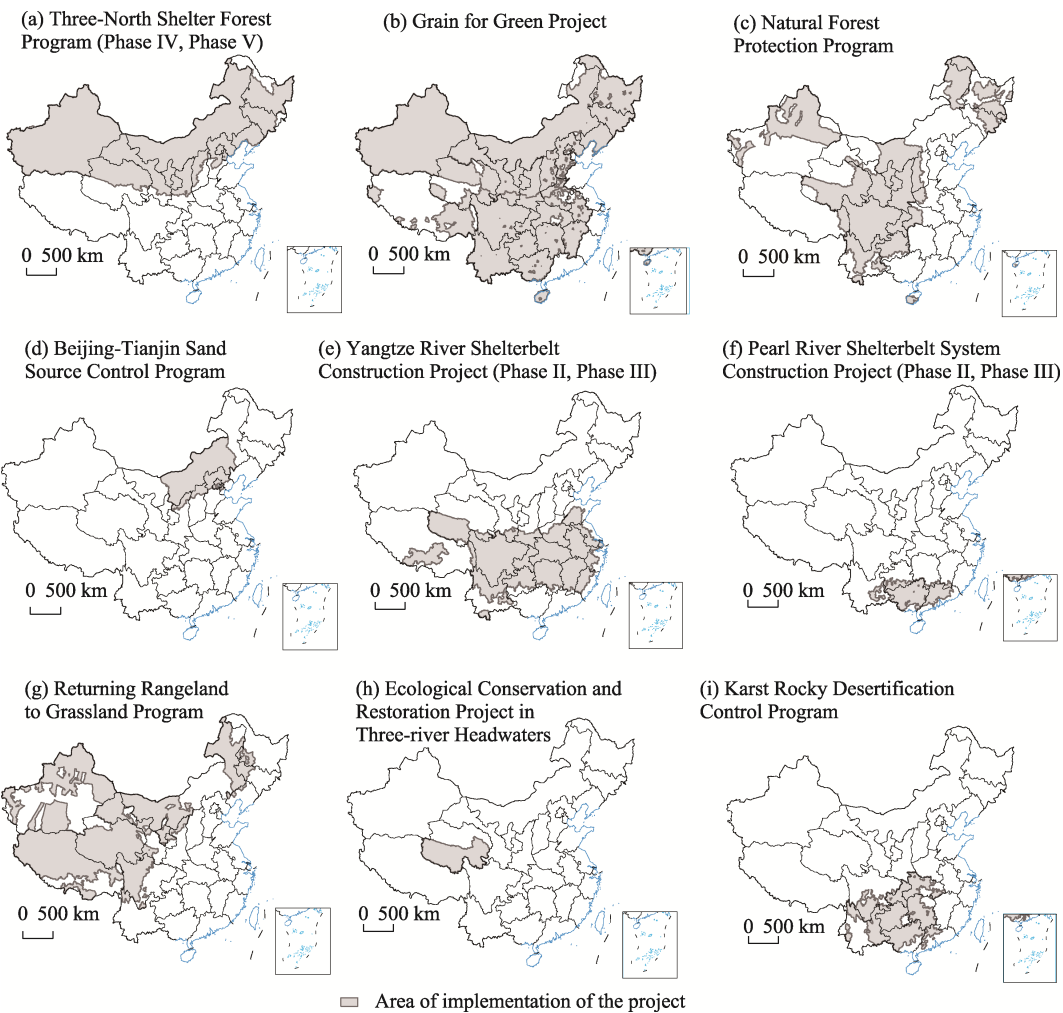 (a) Three-North Shelter Forest
Program (Phase IV, Phase V)
(b) Grain for Green Project
(c) Natural Forest
Protection Program
0 500 km
0 500 km
0 500 km
(d) Beijing-Tianjin Sand
Source Control Program
(e) Yangtze River Shelterbelt
Construction Project (Phase II, Phase III)
(f) Pearl River Shelterbelt System
Construction Project (Phase II, Phase III)
0 500 km
0 500 km
0 500 km
(g) Returning Rangeland
to Grassland Program
(h) Ecological Conservation and
Restoration Project in
Three-river Headwaters
(i) Karst Rocky Desertification
Control Program
0 500 km
0 500 km
0 500 km
Area of implementation of the project